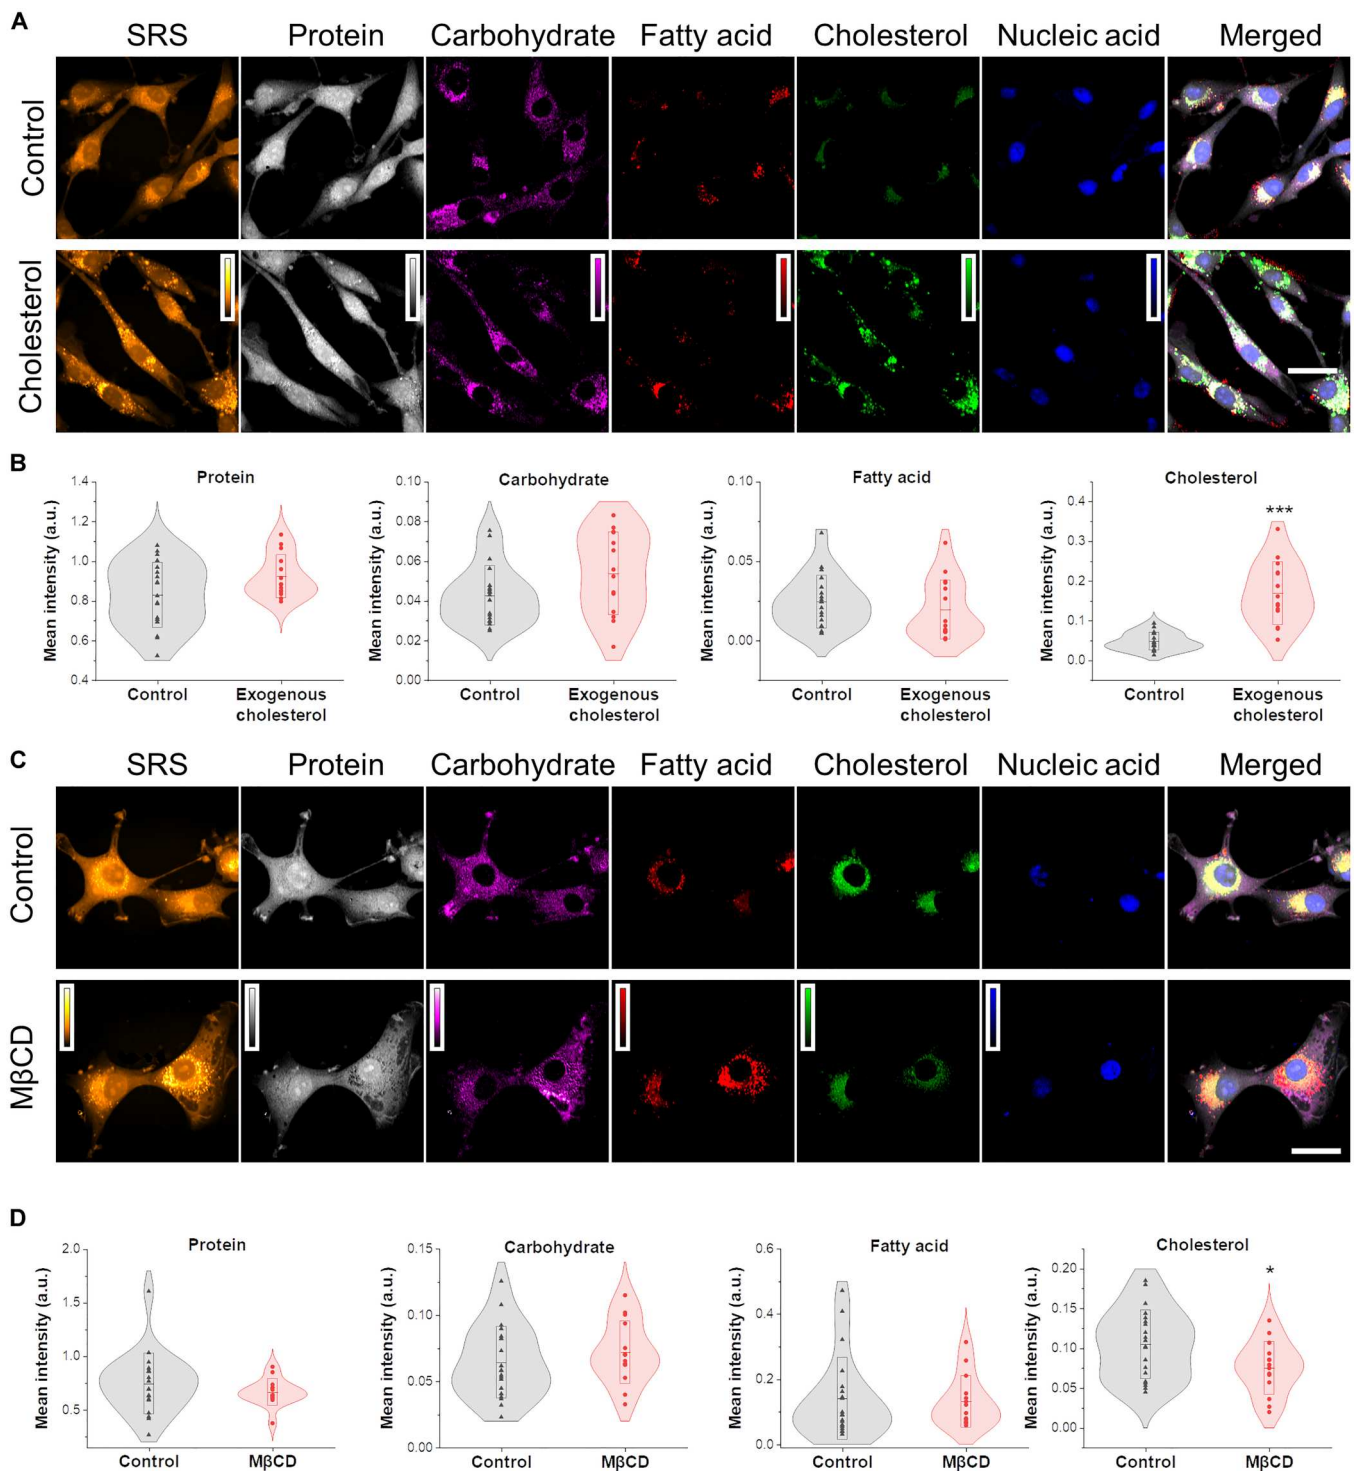 A
SRS Protein Carbohydrate Fatty acid Cholesterol Nucleic acid Merged
Control
Cholesterol
B
Protein
Mean intensity (a.u.)
1.4
1.2
1.0
0.8
0.6
0.4
Control Exogenous
cholesterol
Carbohydrate
Mean intensity (a.u.)
0.10
0.08
0.06
0.04
0.02
0.00
Control Exogenous
cholesterol
Fatty acid
Mean intensity (a.u.)
0.10
0.05
0.00
Control Exogenous
cholesterol
Cholesterol
Mean intensity (a.u.)
0.4
0.3
0.2
0.1
0.0
***
Control Exogenous
cholesterol
C
SRS Protein Carbohydrate Fatty acid Cholesterol Nucleic acid Merged
Control
MβCD
D
Protein
Mean intensity (a.u.)
2.0
1.5
1.0
0.5
Control MβCD
Carbohydrate
Mean intensity (a.u.)
0.15
0.10
0.05
0.00
Control MβCD
Fatty acid
Mean intensity (a.u.)
0.6
0.4
0.2
0.0
Control MβCD
Cholesterol
Mean intensity (a.u.)
0.20
0.15
0.10
0.05
0.00
*
Control MβCD